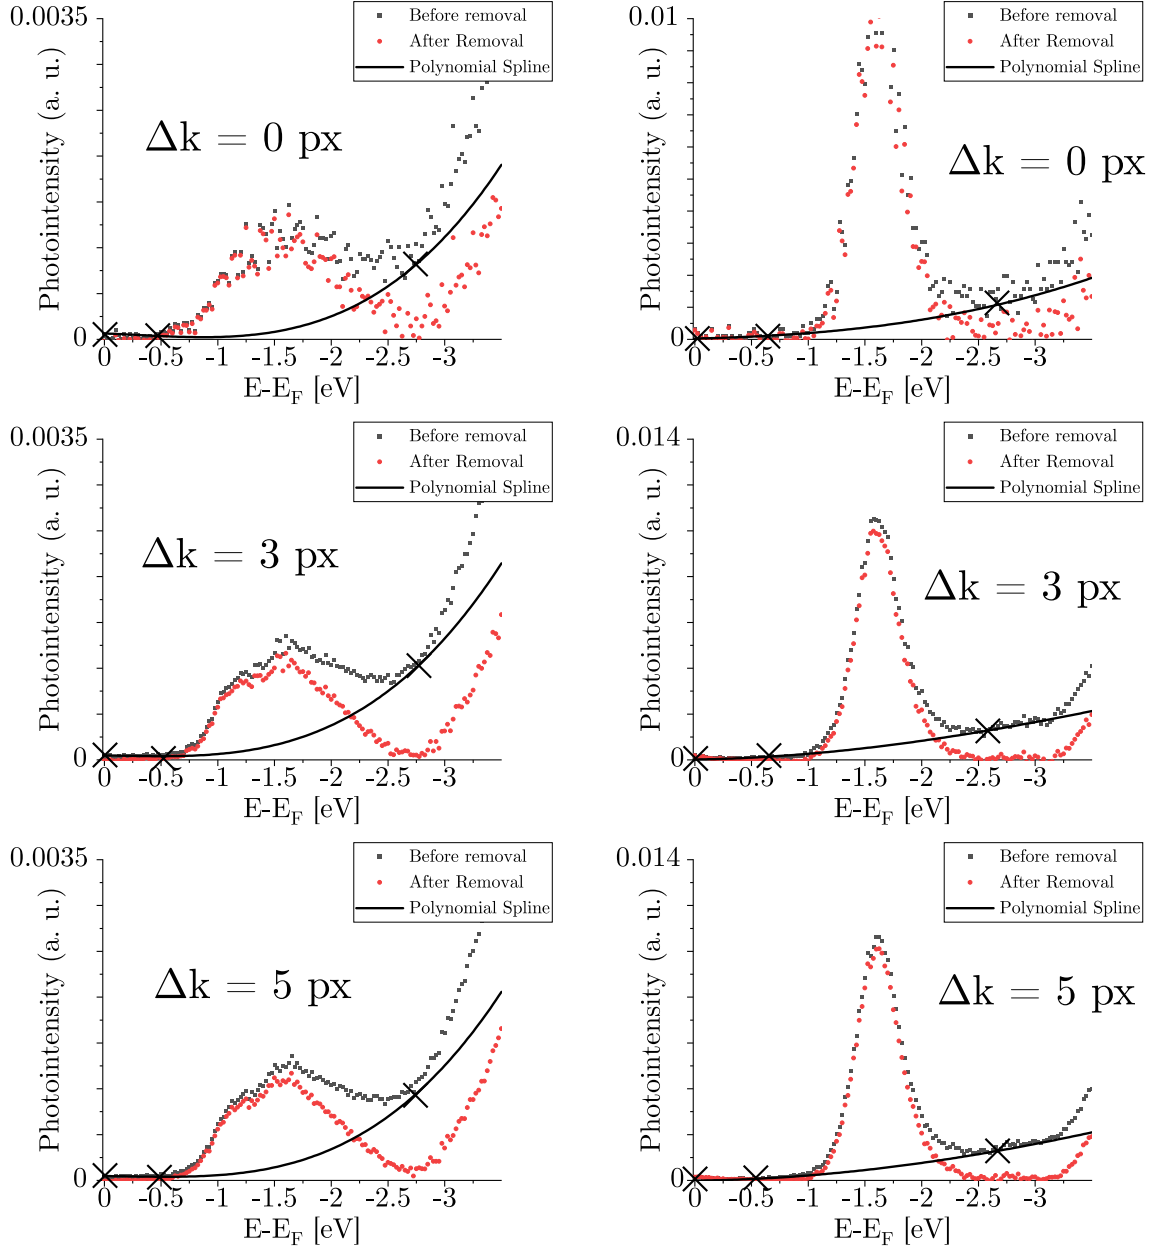 0.0035
Before removal
After Removal
Polynomial Spline
Photointensity (a. u.)
Δk = 0 px
0
0 -0.5 -1 -1.5 -2 -2.5 -3
E-E_F [eV]
0.01
Before removal
After Removal
Polynomial Spline
Photointensity (a. u.)
Δk = 0 px
0
0 -0.5 -1 -1.5 -2 -2.5 -3
E-E_F [eV]
0.0035
Before removal
After Removal
Polynomial Spline
Photointensity (a. u.)
Δk = 3 px
0
0 -0.5 -1 -1.5 -2 -2.5 -3
E-E_F [eV]
0.014
Before removal
After Removal
Polynomial Spline
Photointensity (a. u.)
Δk = 3 px
0
0 -0.5 -1 -1.5 -2 -2.5 -3
E-E_F [eV]
0.0035
Before removal
After Removal
Polynomial Spline
Photointensity (a. u.)
Δk = 5 px
0
0 -0.5 -1 -1.5 -2 -2.5 -3
E-E_F [eV]
0.014
Before removal
After Removal
Polynomial Spline
Photointensity (a. u.)
Δk = 5 px
0
0 -0.5 -1 -1.5 -2 -2.5 -3
E-E_F [eV]